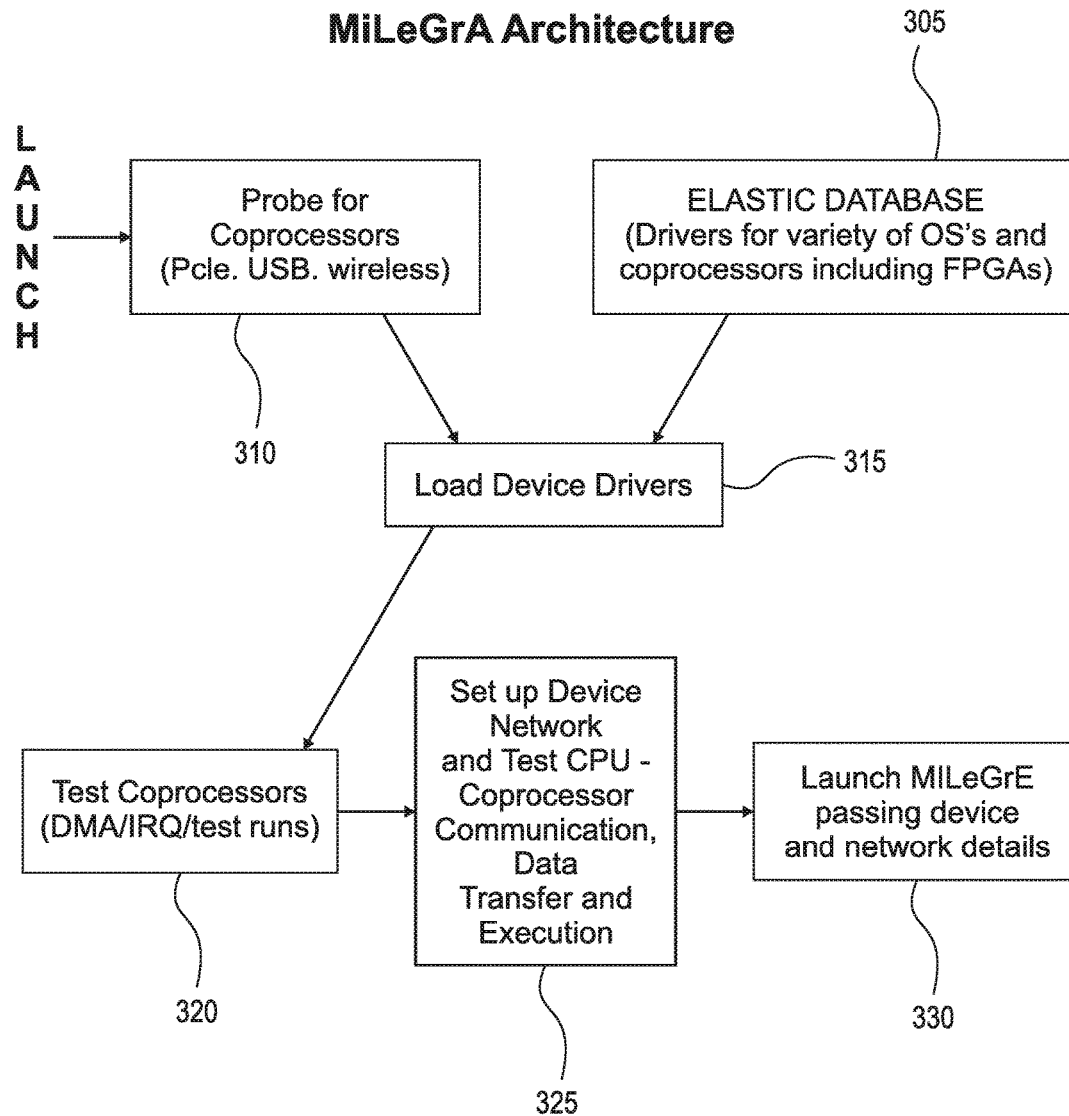 MiLeGrA Architecture
305
LAUNCH
Probe for
Coprocessors
(Pcle. USB. wireless)
ELASTIC DATABASE
(Drivers for variety of OS's and
coprocessors including FPGAs)
310
315
Load Device Drivers
Set up Device
Network
and Test CPU -
Coprocessor
Communication,
Data
Transfer and
Execution
Test Coprocessors
(DMA/IRQ/test runs)
Launch MILeGrE
passing device
and network details
320
325
330